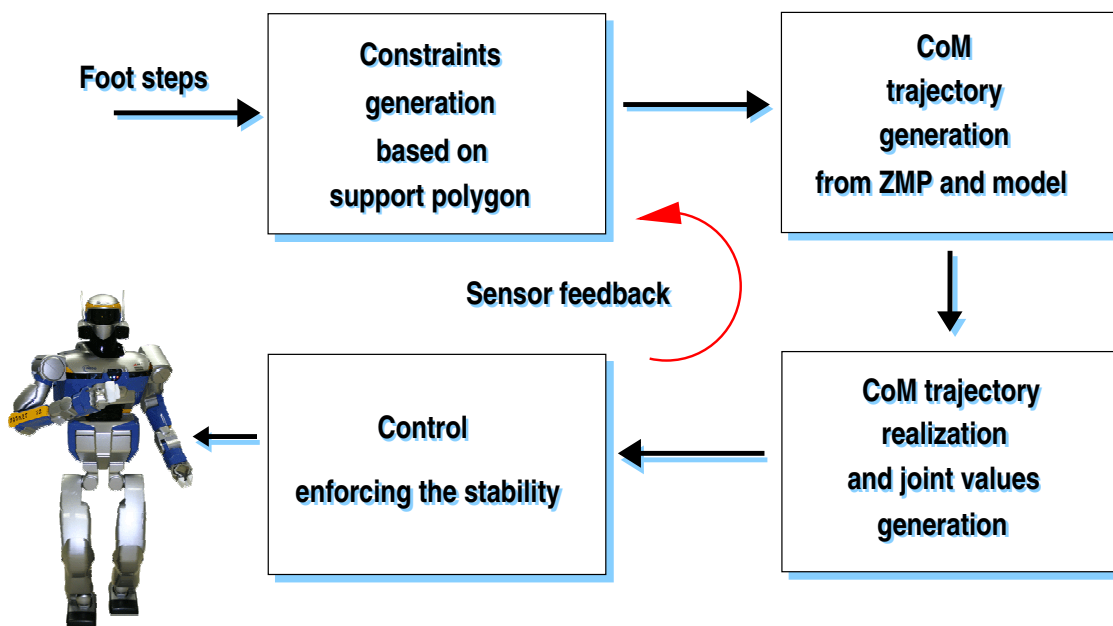 Foot steps
Constraints
generation
based on
support polygon
CoM
trajectory
generation
from ZMP and model
Sensor feedback
CoM trajectory
realization
and joint values
generation
Control
enforcing the stability